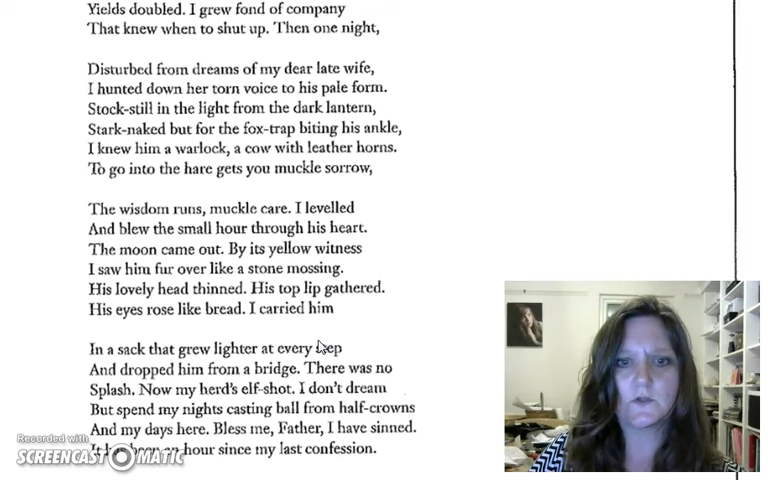 Yields doubled. I grew fond of company
That knew when to shut up. Then one night,
Disturbed from dreams of my dear late wife,
I hunted down her torn voice to his pale form.
Stock-still in the light from the dark lantern,
Stark-naked but for the fox-trap biting his ankle,
I knew him a warlock, a cow with leather horns.
To go into the hare gets you muckle sorrow,
The wisdom runs, muckle care. I levelled
And blew the small hour through his heart.
The moon came out. By its yellow witness
I saw him fur over like a stone mossing.
His lovely head thinned. His top lip gathered.
His eyes rose like bread. I carried him
In a sack that grew lighter at every step
And dropped him from a bridge. There was no
Splash. Now my herd's elf-shot. I don't dream
But spend my nights casting ball from half-crowns
And my days here. Bless me, Father, I have sinned.
It has been an hour since my last confession.
Recorded with
SCREENCAST-O-MATIC